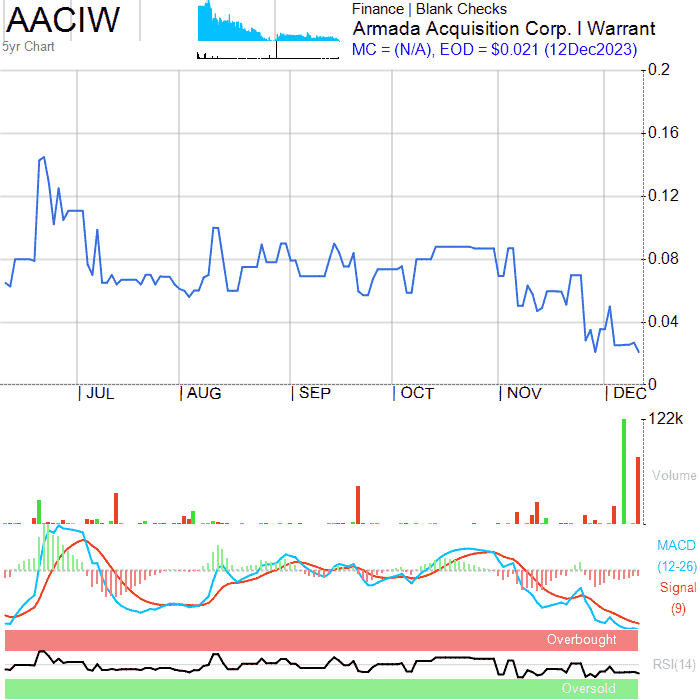 AACIW
5yr Chart
Finance | Blank Checks
Armada Acquisition Corp. I Warrant
MC = (N/A), EOD = $0.021 (12Dec2023)
0.2
0.16
0.12
0.08
0.04
0
| JUL | AUG | SEP | OCT | NOV | DEC
122k
Volume
MACD
(12-26)
Signal
(9)
Overbought
RSI(14)
Oversold